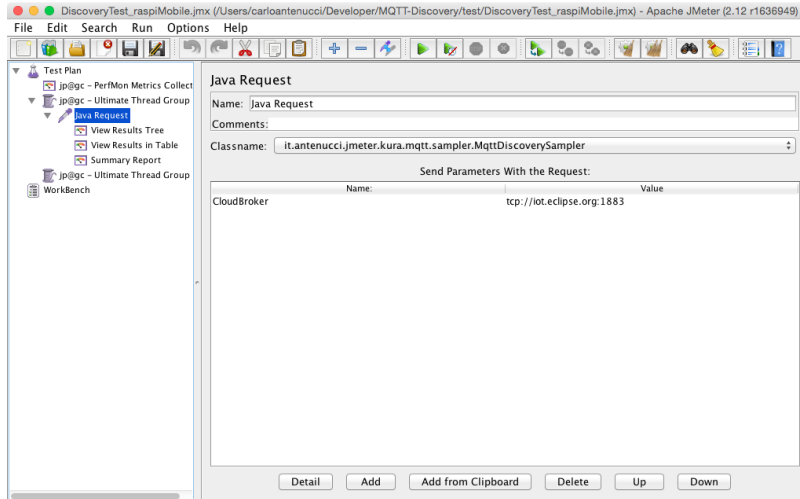 DiscoveryTest_raspiMobile.jmx (/Users/carloantenucci/Developer/MQTT-Discovery/test/DiscoveryTest_raspiMobile.jmx) - Apache JMeter (2.12 r1636949)
File Edit Search Run Options Help
Test Plan
jp@gc - PerfMon Metrics Collect
jp@gc - Ultimate Thread Group
Java Request
View Results Tree
View Results in Table
Summary Report
jp@gc - Ultimate Thread Group
WorkBench
Java Request
Name: Java Request
Comments:
Classname: it.antenucci.jmeter.kura.mqtt.sampler.MqttDiscoverySampler
Send Parameters With the Request:
Name: Value
CloudBroker tcp://iot.eclipse.org:1883
Detail Add Add from Clipboard Delete Up Down